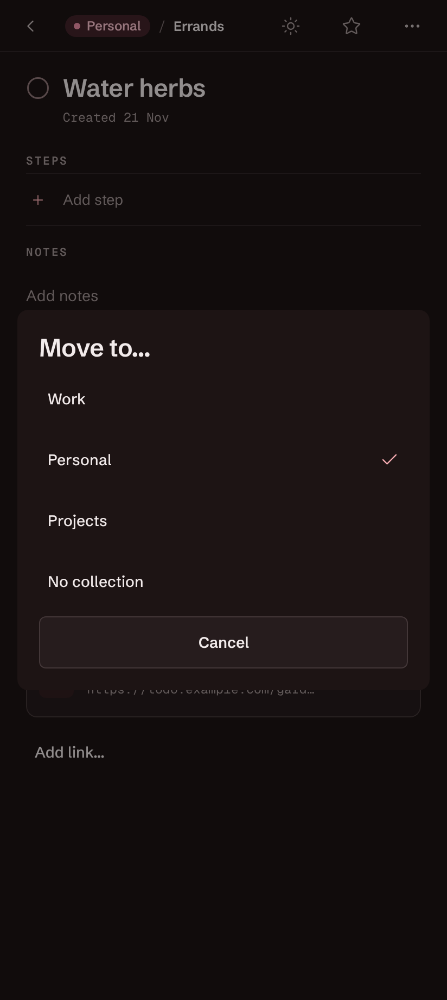 Personal / Errands
Water herbs
Created 21 Nov
STEPS
+ Add step
NOTES
Add notes
Move to...
Work
Personal
Projects
No collection
Cancel
Add link...